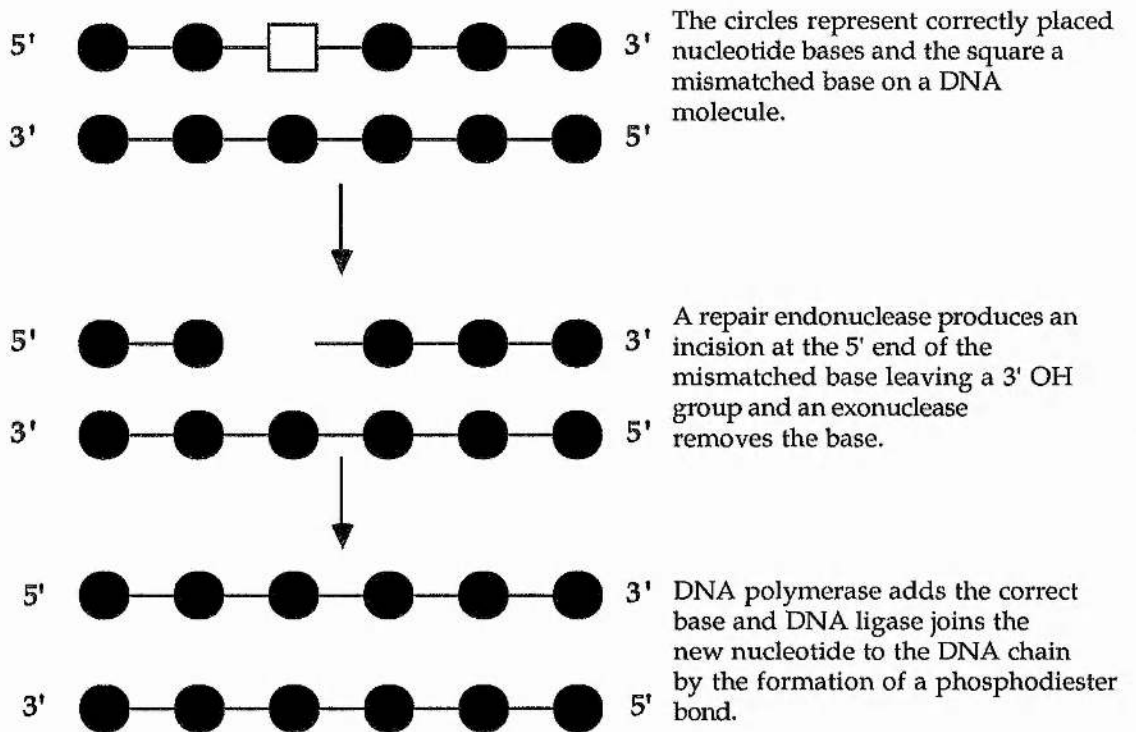 5' 3'
3' 5'
The circles represent correctly placed
nucleotide bases and the square a
mismatched base on a DNA
molecule.
5' 3'
3' 5'
A repair endonuclease produces an
incision at the 5' end of the
mismatched base leaving a 3' OH
group and an exonuclease
removes the base.
5' 3'
3' 5'
DNA polymerase adds the correct
base and DNA ligase joins the
new nucleotide to the DNA chain
by the formation of a phosphodiester
bond.